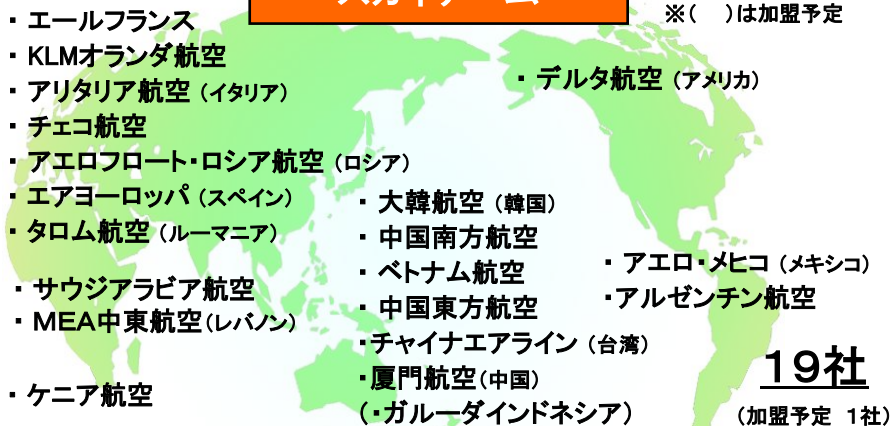 スカイチーム
※(　)は加盟予定
・エールフランス
・KLMオランダ航空
・アリタリア航空（イタリア）
・チェコ航空
・アエロフロート・ロシア航空（ロシア）
・エアヨーロッパ（スペイン）
・タロム航空（ルーマニア）
・サウジアラビア航空
・ＭＥＡ中東航空(レバノン）
・ケニア航空
・大韓航空（韓国）
・中国南方航空
・ベトナム航空
・中国東方航空
・チャイナエアライン（台湾）
・厦門航空(中国）
（・ガルーダインドネシア）
・デルタ航空（アメリカ）
・アエロ・メヒコ（メキシコ）
・アルゼンチン航空
１９社
（加盟予定　１社）